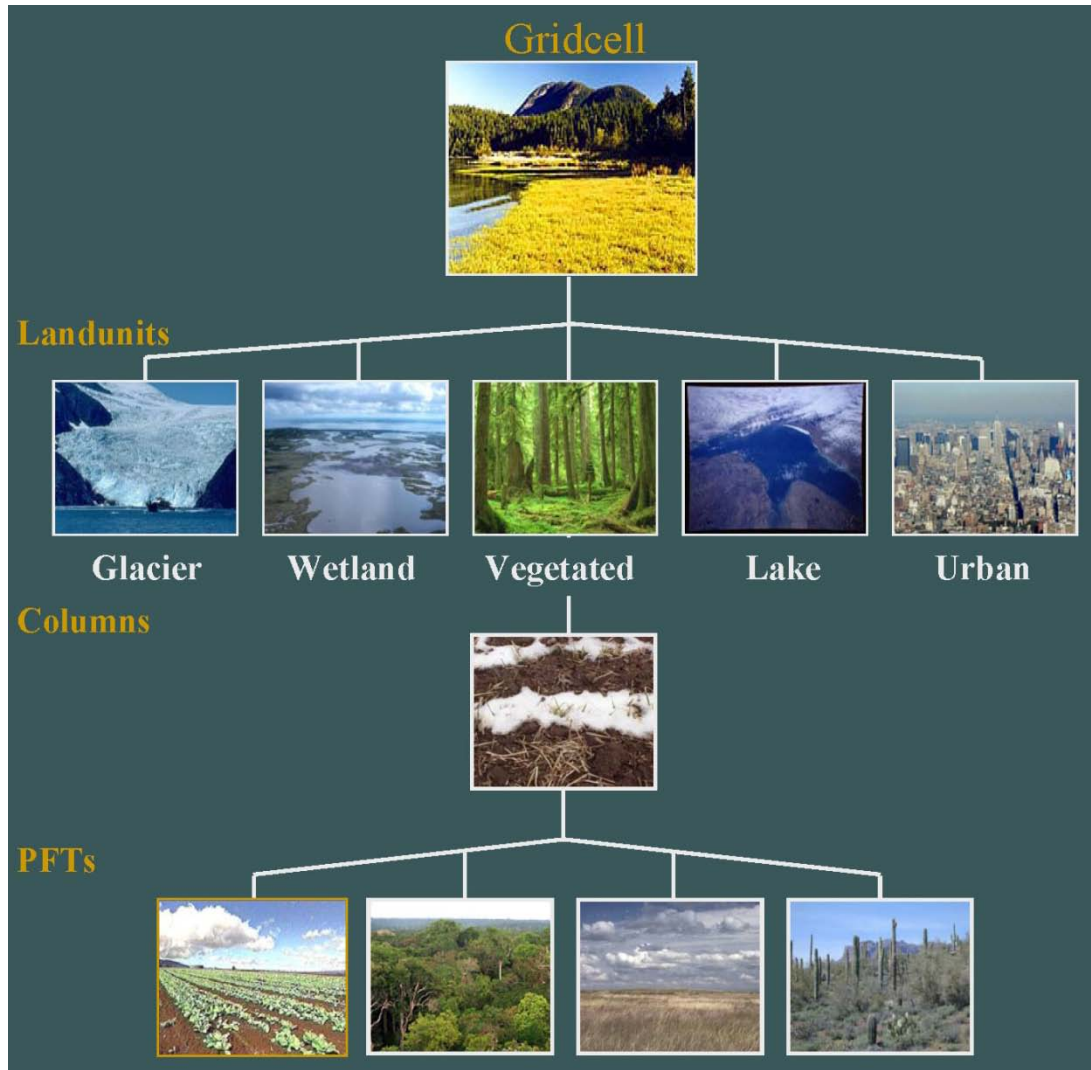 Gridcell
Landunits
Glacier
Wetland
Vegetated
Lake
Urban
Columns
PFTs